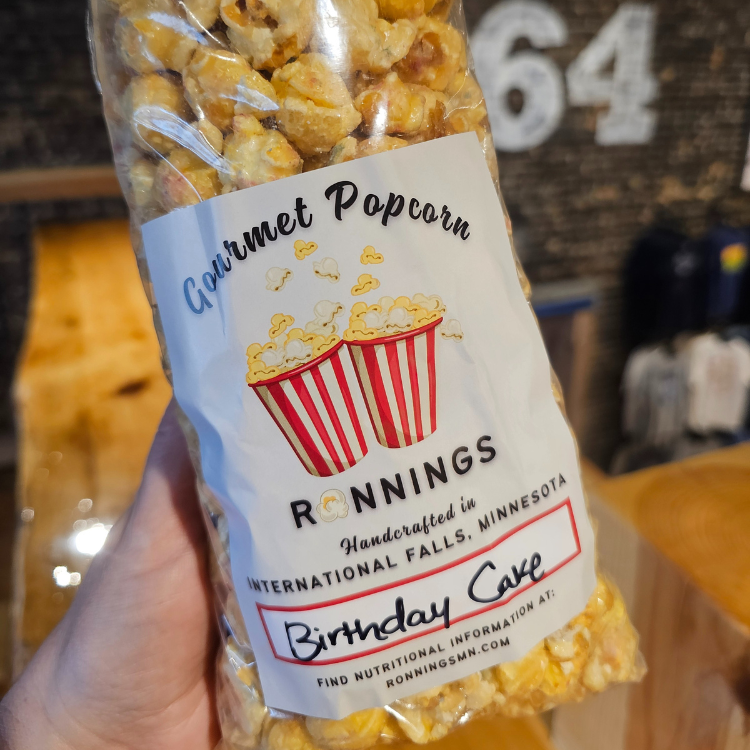 64
Gourmet Popcorn
RONNINGS
Handcrafted in
INTERNATIONAL FALLS, MINNESOTA
Birthday Cake
FIND NUTRITIONAL INFORMATION AT:
RONNINGSMN.COM